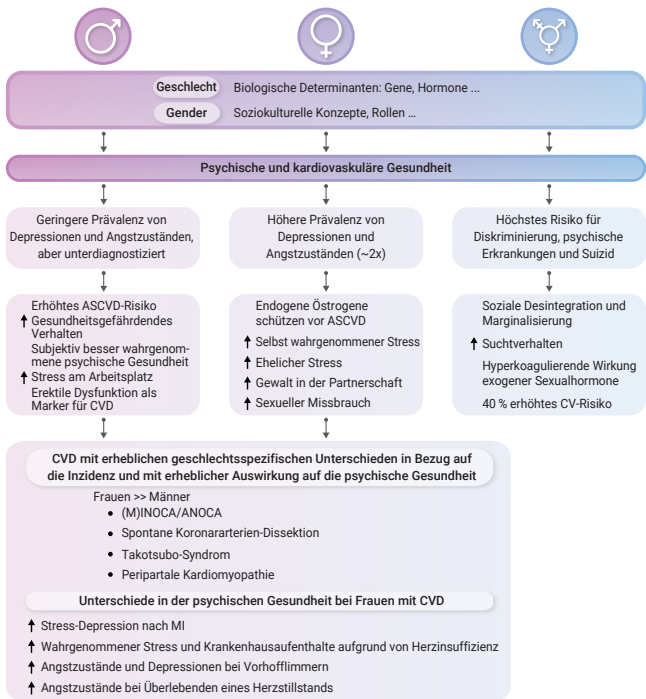 Geschlecht Biologische Determinanten: Gene, Hormone ...
Gender Soziokulturelle Konzepte, Rollen ...
Psychische und kardiovaskuläre Gesundheit
Geringere Prävalenz von
Depressionen und Angstzuständen,
aber unterdiagnostiziert
Höhere Prävalenz von
Depressionen und
Angstzuständen (~2x)
Höchstes Risiko für
Diskriminierung, psychische
Erkrankungen und Suizid
Erhöhtes ASCVD-Risiko
↑ Gesundheitsgefährdendes
Verhalten
Subjektiv besser wahrgenom-
mene psychische Gesundheit
↑ Stress am Arbeitsplatz
Erektile Dysfunktion als
Marker für CVD
Endogene Östrogene
schützen vor ASCVD
↑ Selbst wahrgenommener Stress
↑ Ehelicher Stress
↑ Gewalt in der Partnerschaft
↑ Sexueller Missbrauch
Soziale Desintegration und
Marginalisierung
↑ Suchtverhalten
Hyperkoagulierende Wirkung
exogener Sexualhormone
40 % erhöhtes CV-Risiko
CVD mit erheblichen geschlechtsspezifischen Unterschieden in Bezug auf
die Inzidenz und mit erheblicher Auswirkung auf die psychische Gesundheit
Frauen >> Männer
• (M)INOCA/ANOCA
• Spontane Koronararterien-Dissektion
• Takotsubo-Syndrom
• Peripartale Kardiomyopathie
Unterschiede in der psychischen Gesundheit bei Frauen mit CVD
↑ Stress-Depression nach MI
↑ Wahrgenommener Stress und Krankenhausaufenthalte aufgrund von Herzinsuffizienz
↑ Angstzustände und Depressionen bei Vorhofflimmern
↑ Angstzustände bei Überlebenden eines Herzstillstands